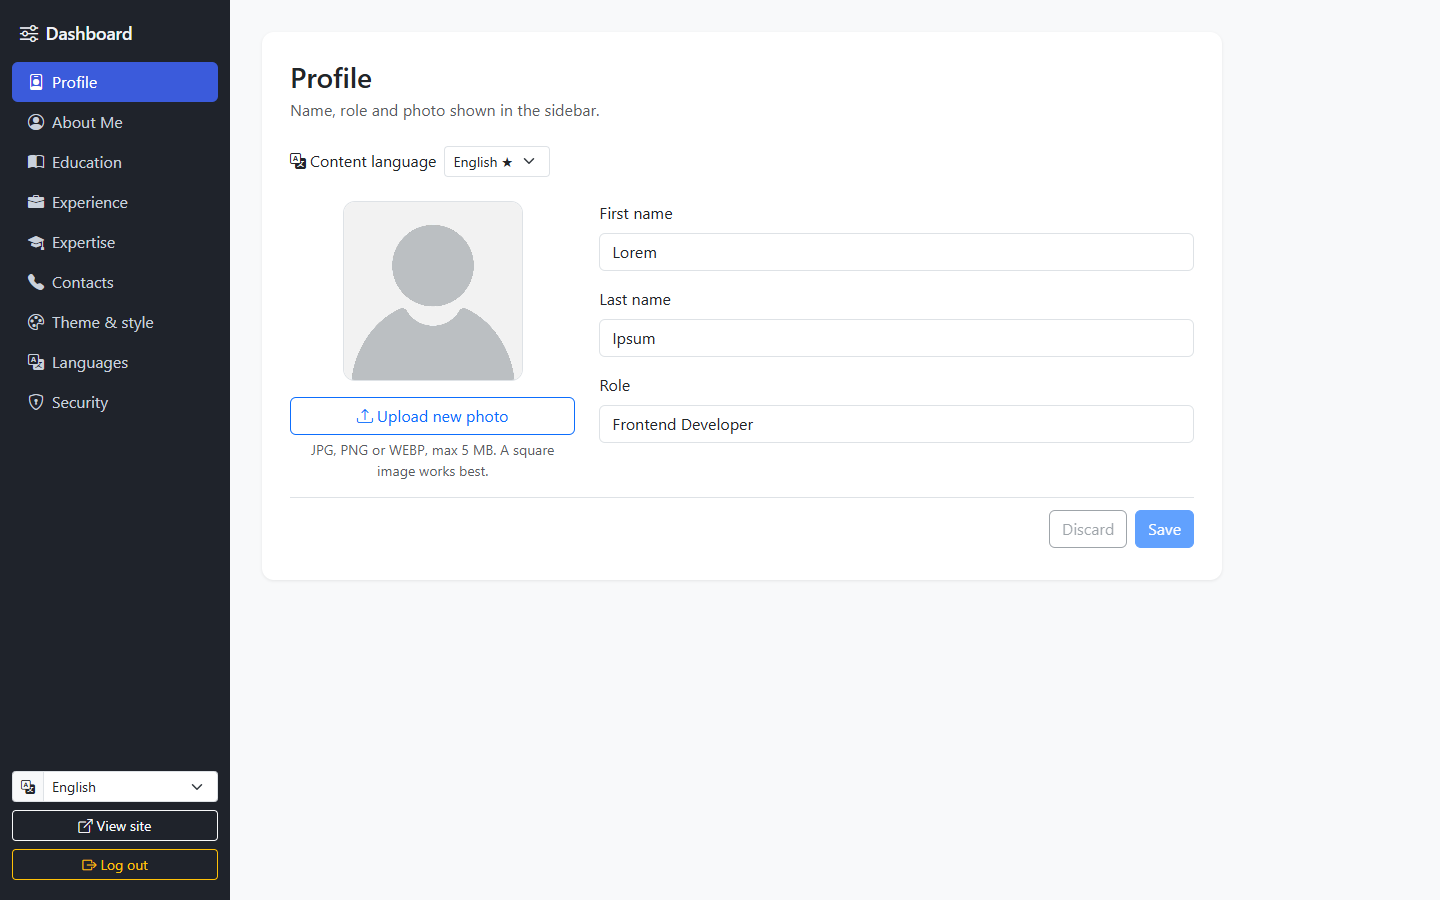 Dashboard
Profile
About Me
Education
Experience
Expertise
Contacts
Theme & style
Languages
Security
English
View site
Log out
Profile
Name, role and photo shown in the sidebar.
Content language English ★
Upload new photo
JPG, PNG or WEBP, max 5 MB. A square
image works best.
First name
Lorem
Last name
Ipsum
Role
Frontend Developer
Discard Save